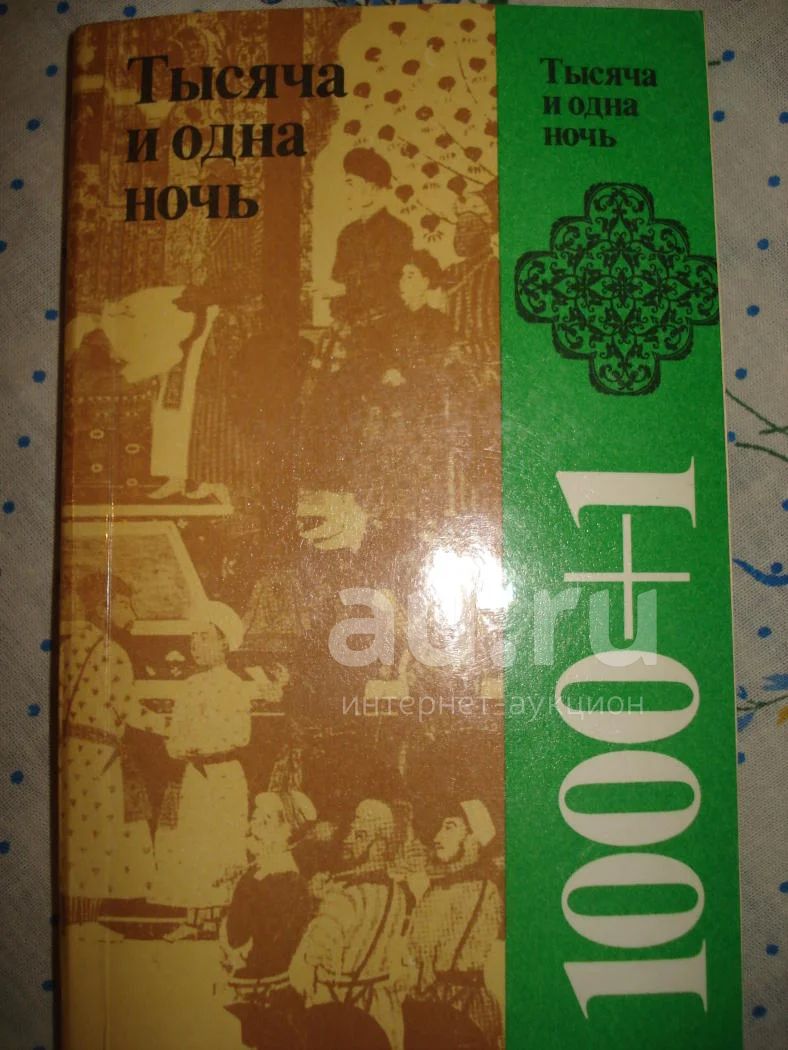 Тысяча
и одна
ночь
Тысяча
и одна
ночь
1000+1
au.ru
интернет-аукцион